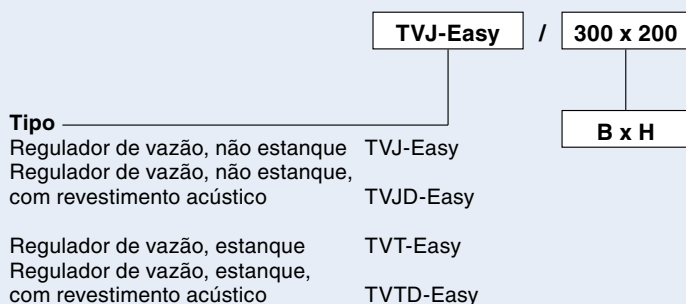 TVJ-Easy / 300 x 200
B x H
Tipo
Regulador de vazão, não estanque TVJ-Easy
Regulador de vazão, não estanque,
com revestimento acústico TVJD-Easy
Regulador de vazão, estanque TVT-Easy
Regulador de vazão, estanque,
com revestimento acústico TVTD-Easy